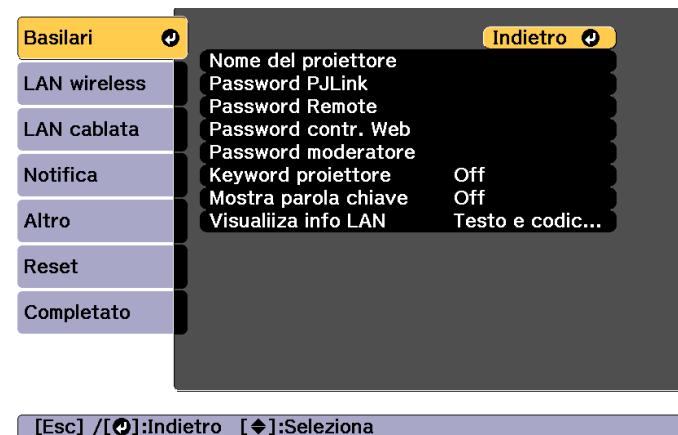 Basilari
LAN wireless
LAN cablata
Notifica
Altro
Reset
Completato
Indietro
Nome del proiettore
Password PJLink
Password Remote
Password contr. Web
Password moderatore
Keyword proiettore Off
Mostra parola chiave Off
Visualiiza info LAN Testo e codic...
[Esc] /[]:Indietro []:Seleziona